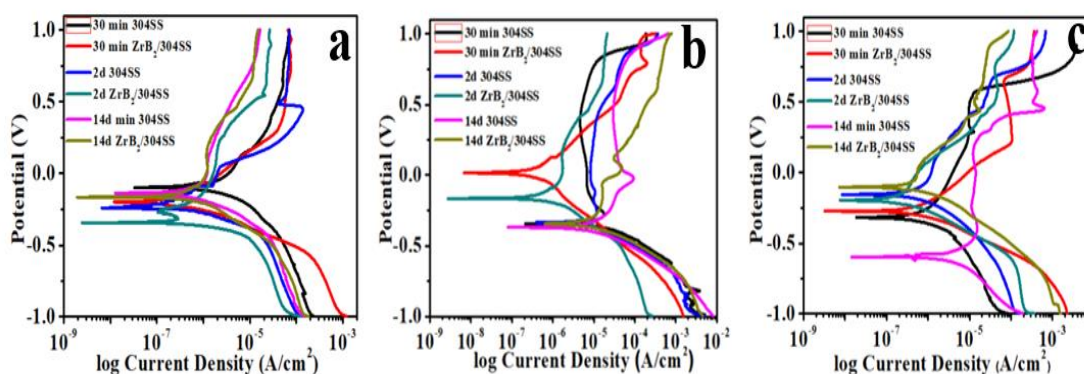 a
30 min 304SS
30 min ZrB2/304SS
2d 304SS
2d ZrB2/304SS
14d min 304SS
14d ZrB2/304SS
1.0
0.5
0.0
-0.5
-1.0
Potential (V)
10-9
10-7
10-5
10-3
log Current Density (A/cm2)
b
30 min 304SS
30 min ZrB2/304SS
2d 304SS
2d ZrB2/304SS
14d 304SS
14d ZrB2/304SS
1.0
0.5
0.0
-0.5
-1.0
Potential (V)
10-9
10-8
10-7
10-6
10-5
10-4
10-3
10-2
log Current Density (A/cm2)
c
30 min 304SS
30 min ZrB2/304SS
2d 304SS
2d ZrB2/304SS
14d min 304SS
14d ZrB2/304SS
1.0
0.5
0.0
-0.5
-1.0
Potential (V)
10-9
10-7
10-5
10-3
log Current Density (A/cm2)